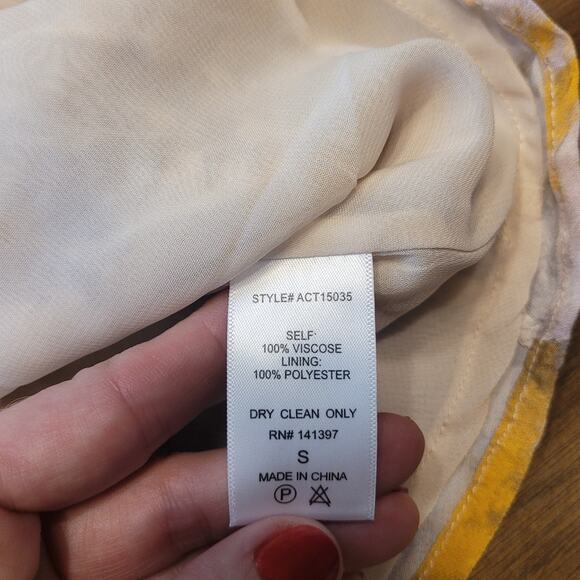 STYLE# ACT15035
SELF:
100% VISCOSE
LINING:
100% POLYESTER
DRY CLEAN ONLY
RN# 141397
S
MADE IN CHINA
P